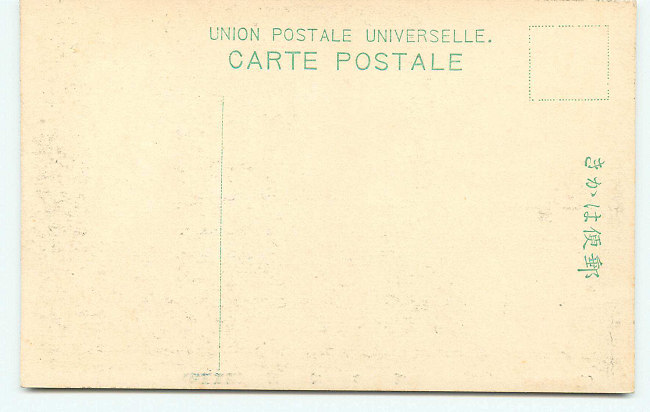 UNION POSTALE UNIVERSELLE.
CARTE POSTALE
郵便はかき